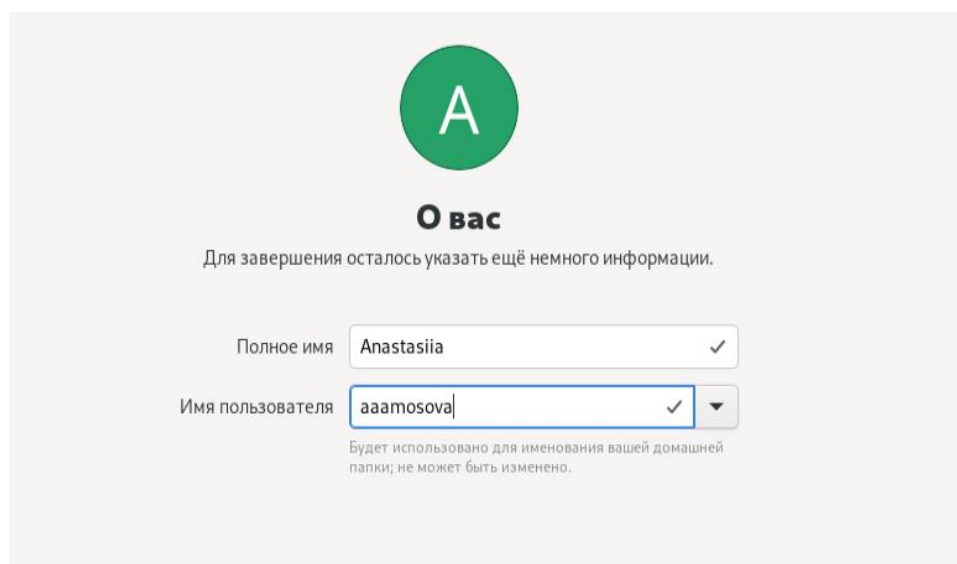 A
О вас
Для завершения осталось указать ещё немного информации.
Полное имя Anastasiia
Имя пользователя aaamosova
Будет использовано для именования вашей домашней
папки; не может быть изменено.